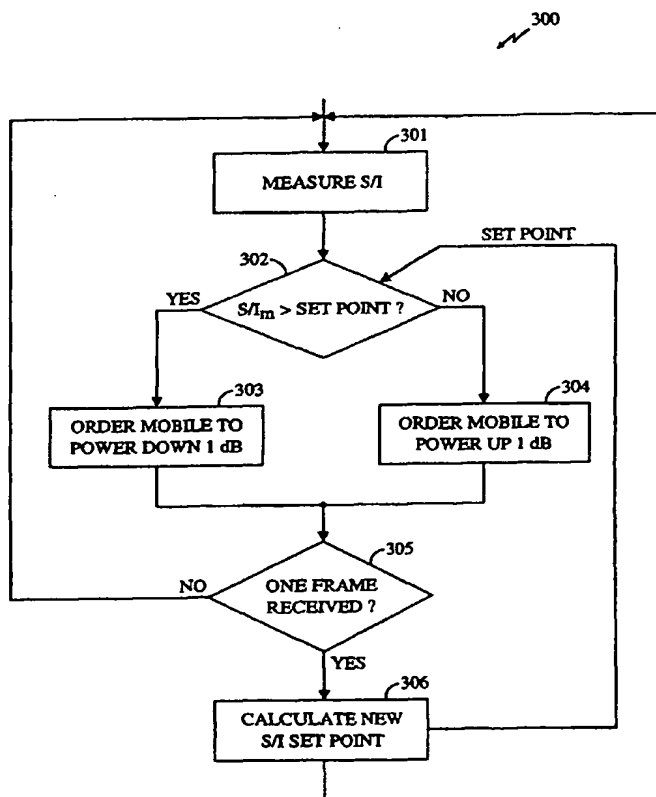 300
301
MEASURE S/I
SET POINT
302
YES
S/Im > SET POINT ?
NO
303
304
ORDER MOBILE TO
POWER DOWN 1 dB
ORDER MOBILE TO
POWER UP 1 dB
305
NO
ONE FRAME
RECEIVED ?
YES
306
CALCULATE NEW
S/I SET POINT